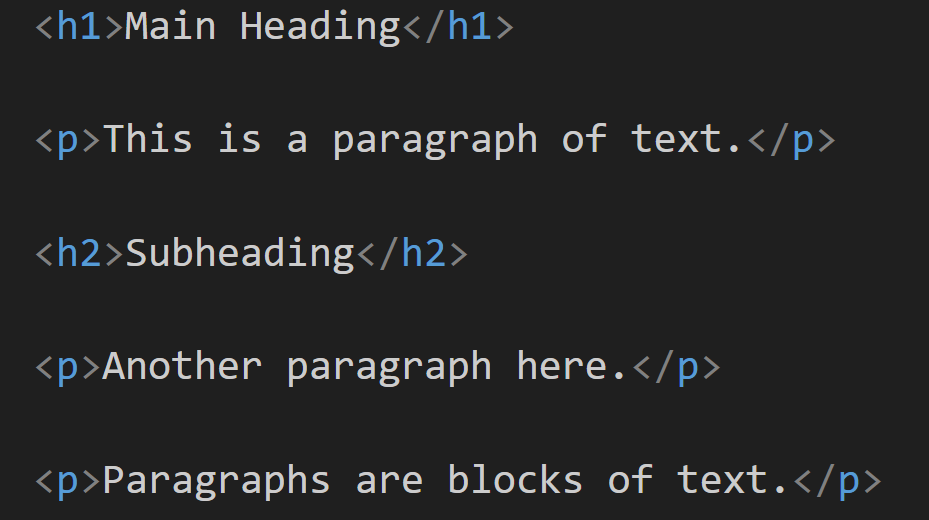 <h1>Main Heading</h1>
<p>This is a paragraph of text.</p>
<h2>Subheading</h2>
<p>Another paragraph here.</p>
<p>Paragraphs are blocks of text.</p>